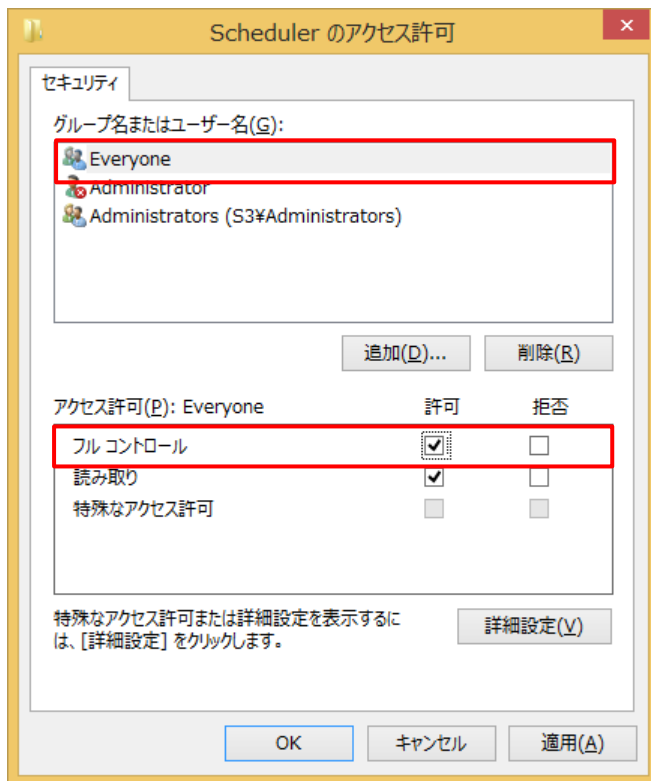 Scheduler のアクセス許可
セキュリティ
グループ名またはユーザー名(G):
Everyone
Administrator
Administrators (S3¥Administrators)
追加(D)... 削除(R)
アクセス許可(P): Everyone 許可 拒否
フル コントロール
読み取り
特殊なアクセス許可
特殊なアクセス許可または詳細設定を表示するに
は、[詳細設定] をクリックします。
詳細設定(V)
OK キャンセル 適用(A)